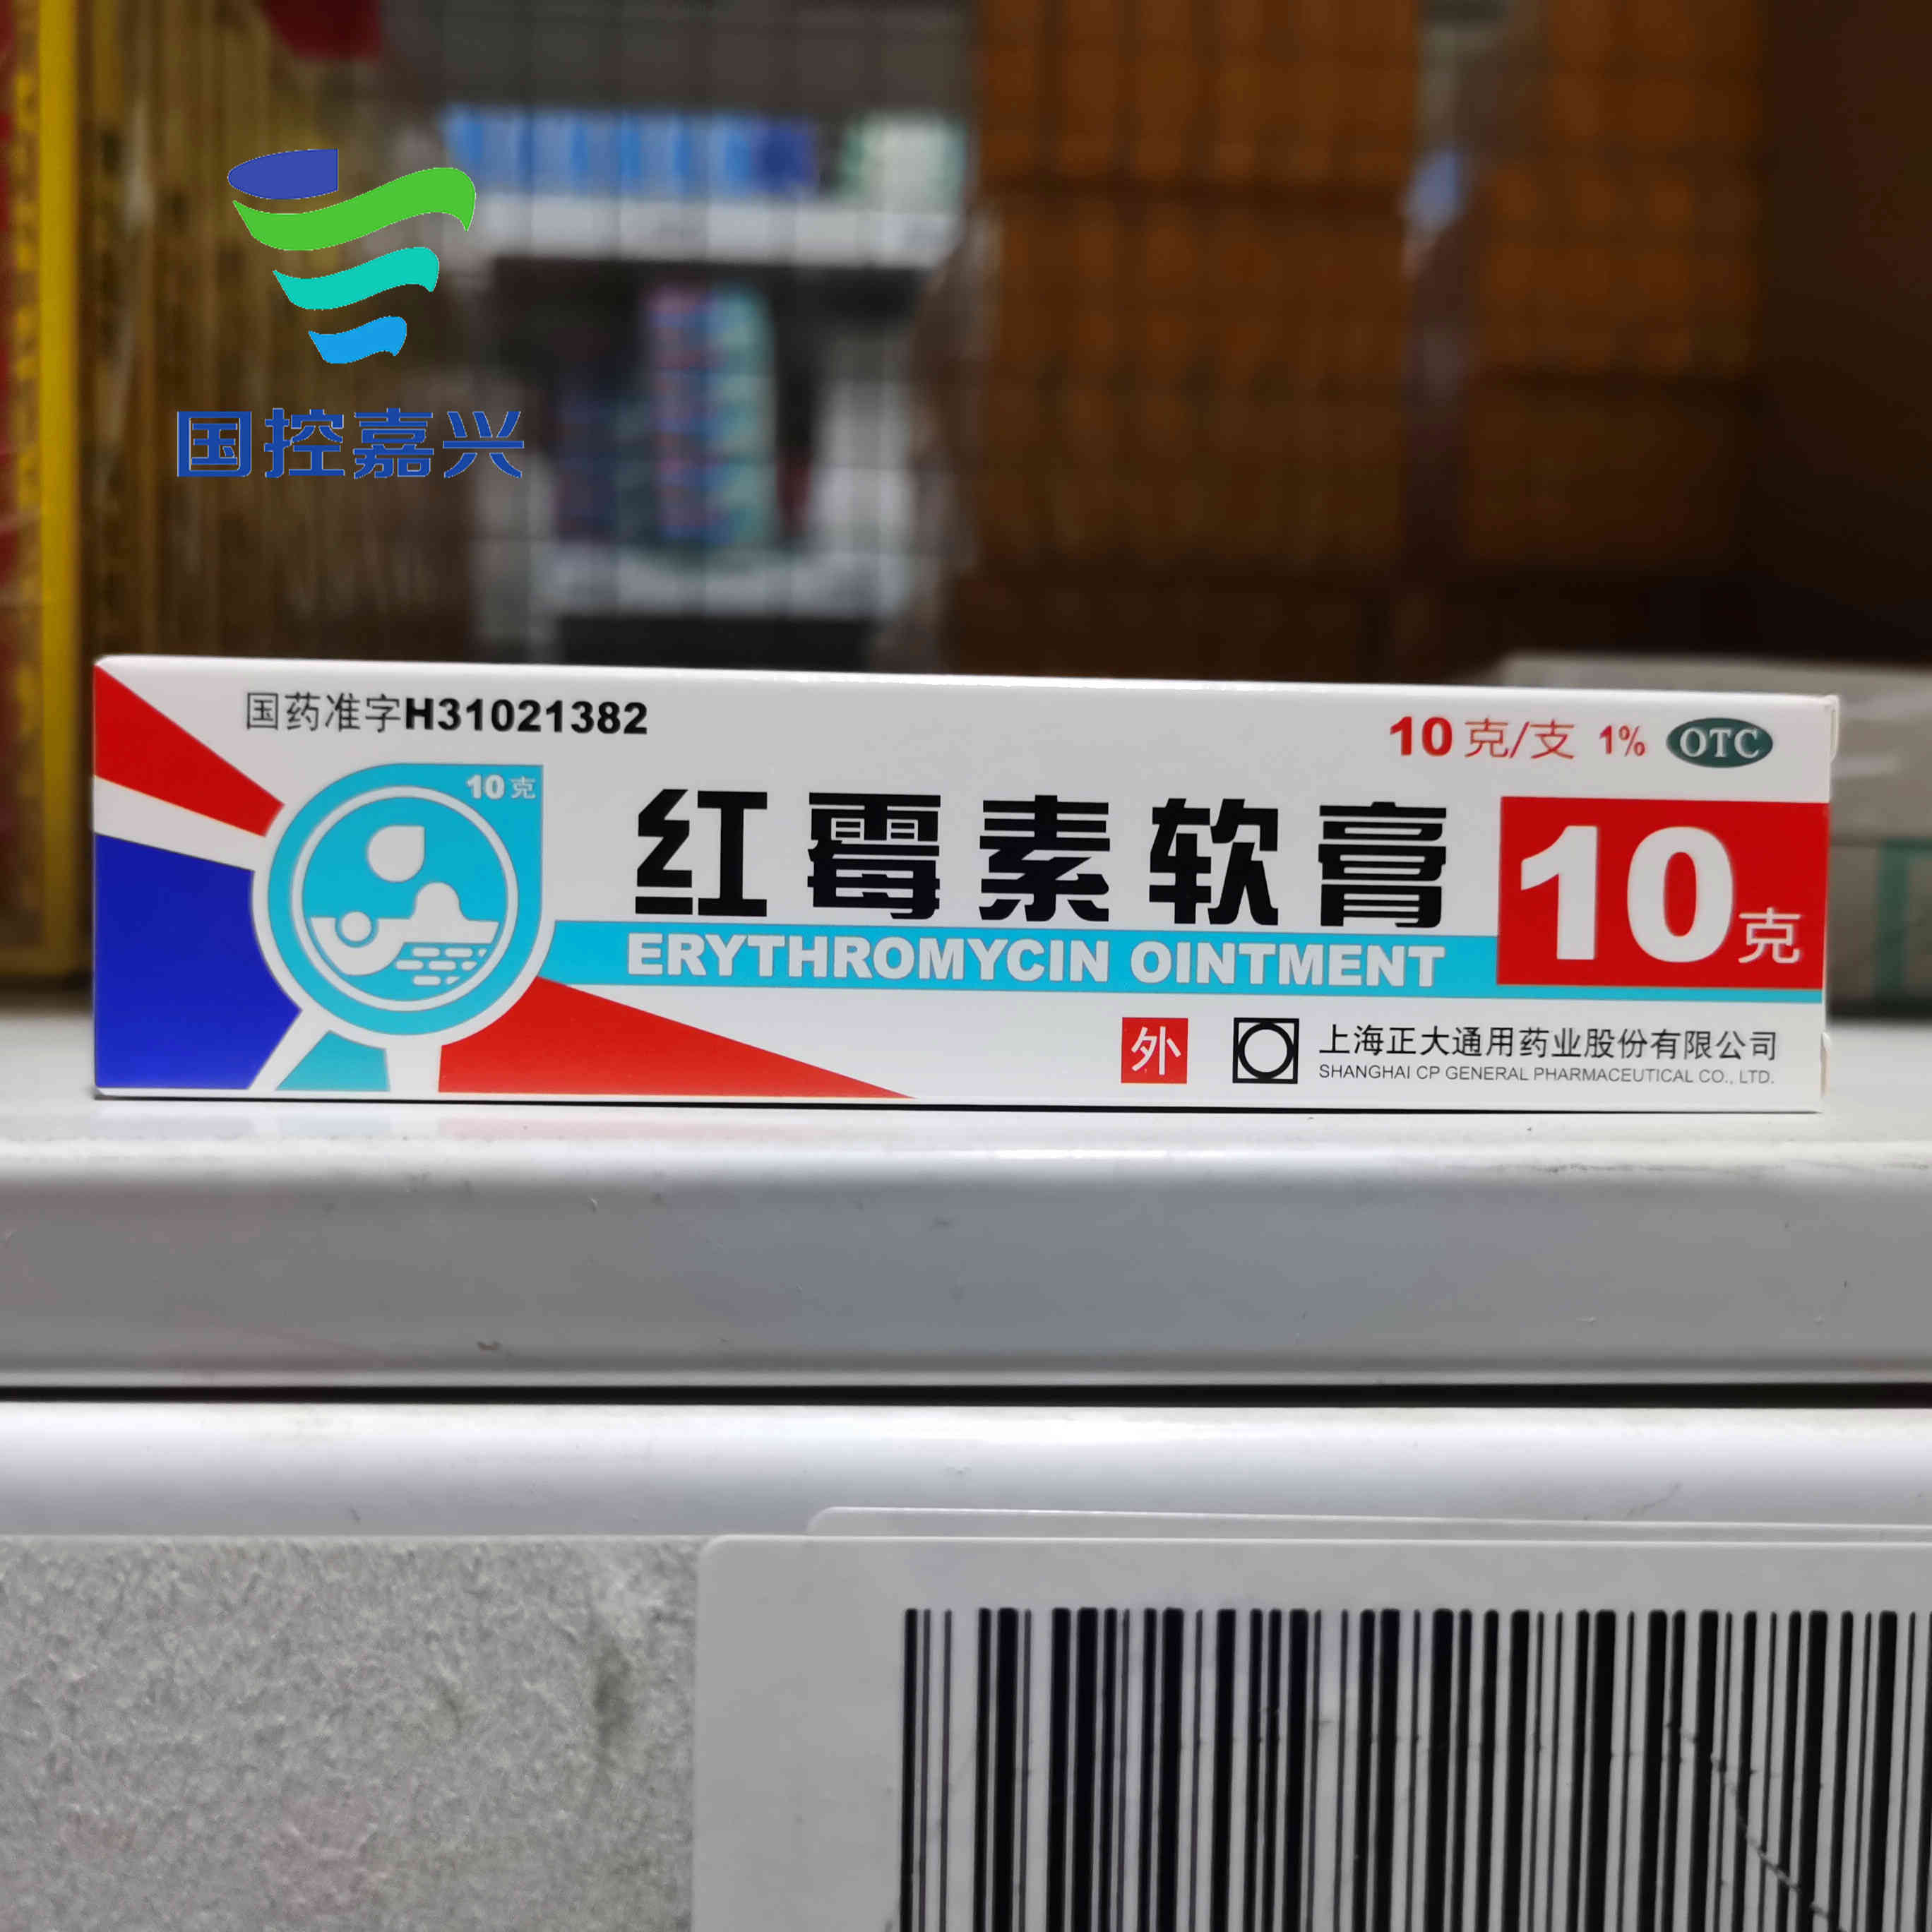 国控嘉兴
国药准字H31021382
10克/支 1% OTC
10克
红霉素软膏
10克
ERYTHROMYCIN OINTMENT
外
上海正大通用药业股份有限公司
SHANGHAI CP GENERAL PHARMACEUTICAL CO., LTD.